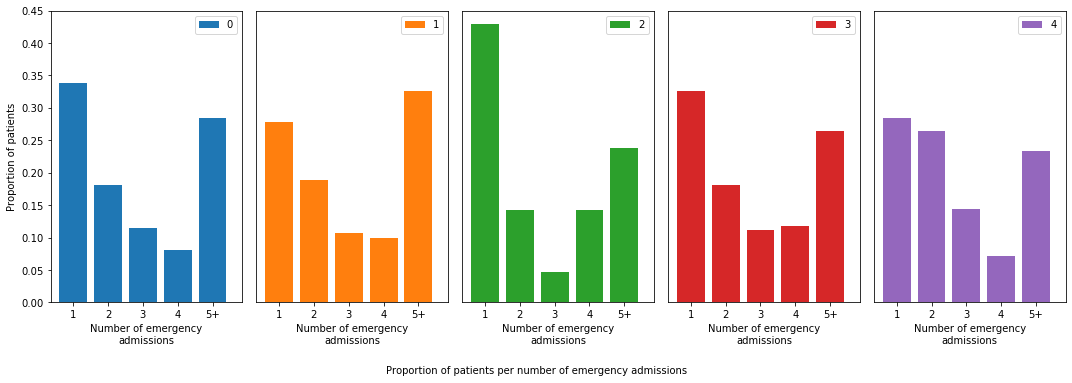 0.45
0.40
0.35
0.30
0.25
0.20
0.15
0.10
0.05
0.00
Proportion of patients
0
1 2 3 4 5+
Number of emergency
admissions
1
1 2 3 4 5+
Number of emergency
admissions
2
1 2 3 4 5+
Number of emergency
admissions
3
1 2 3 4 5+
Number of emergency
admissions
4
1 2 3 4 5+
Number of emergency
admissions
Proportion of patients per number of emergency admissions